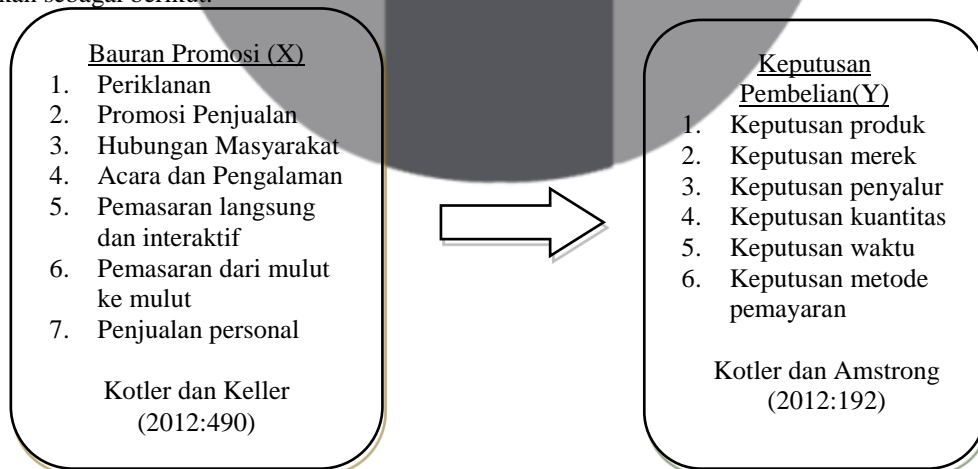 sebagai berikut:
Bauran Promosi (X)
1. Periklanan
2. Promosi Penjualan
3. Hubungan Masyarakat
4. Acara dan Pengalaman
5. Pemasaran langsung
dan interaktif
6. Pemasaran dari mulut
ke mulut
7. Penjualan personal
Kotler dan Keller
(2012:490)
Keputusan
Pembelian(Y)
1. Keputusan produk
2. Keputusan merek
3. Keputusan penyalur
4. Keputusan kuantitas
5. Keputusan waktu
6. Keputusan metode
pemayaran
Kotler dan Amstrong
(2012:192)